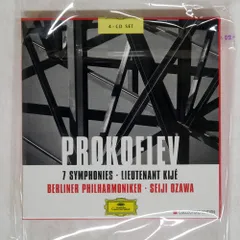 4-CD SET
PROKOFIEV
7 SYMPHONIES · LIEUTENANT KIJÉ
BERLINER PHILHARMONIKER · SEIJI OZAWA